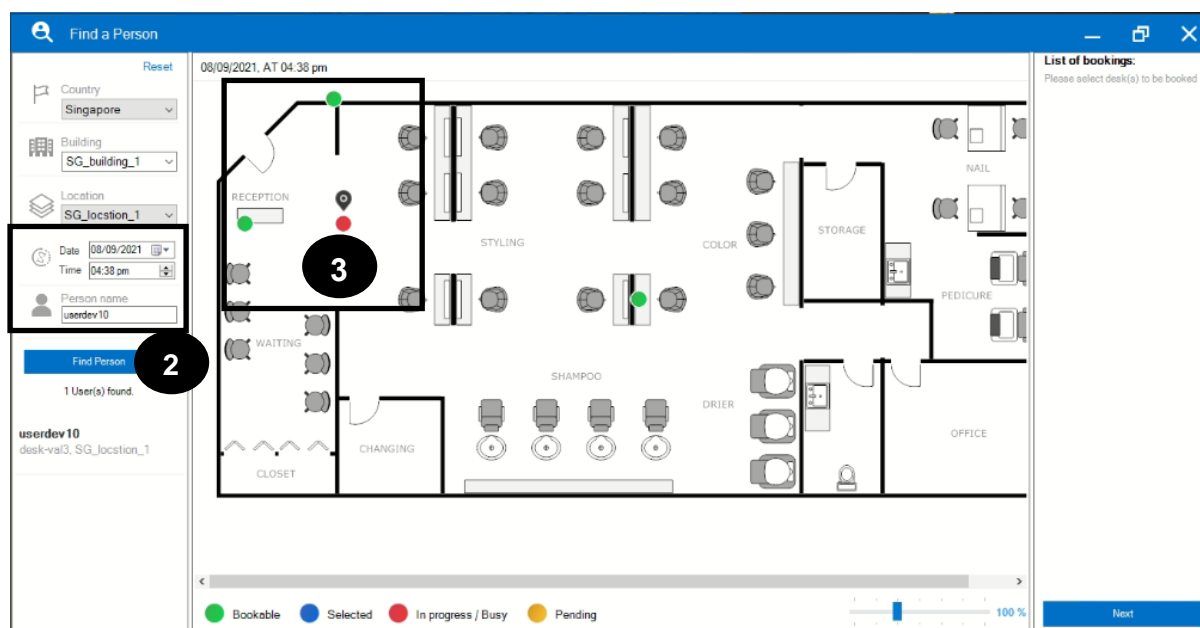 Find a Person
Reset
Country
Singapore
Building
SG_building_1
Location
SG_locstion_1
Date 08/09/2021
Time 04:38 pm
Person name
userdev10
Find Person
2
1 User(s) found.
userdev10
desk-val3, SG_locstion_1
08/09/2021, AT 04:38 pm
RECEPTION
3
STYLING
COLOR
STORAGE
NAIL
PEDICURE
WAITING
SHAMPOO
DRIER
CHANGING
CLOSET
OFFICE
Bookable
Selected
In progress / Busy
Pending
100 %
List of bookings:
Please select desk(s) to be booked
Next